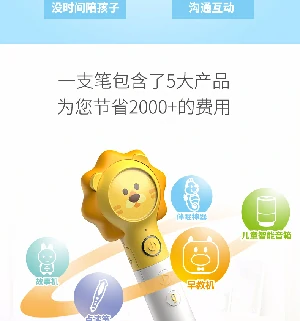 没时间陪孩子
沟通互动
一支笔包含了5大产品
为您节省2000+的费用
儿童智能音箱
故事机
早教机
点读笔